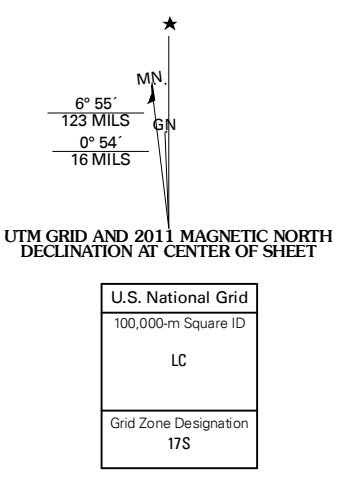 ★
MN.
6° 55´
123 MILS
GN
0° 54´
16 MILS
UTM GRID AND 2011 MAGNETIC NORTH
DECLINATION AT CENTER OF SHEET
U.S. National Grid
100,000-m Square ID
LC
Grid Zone Designation
17S